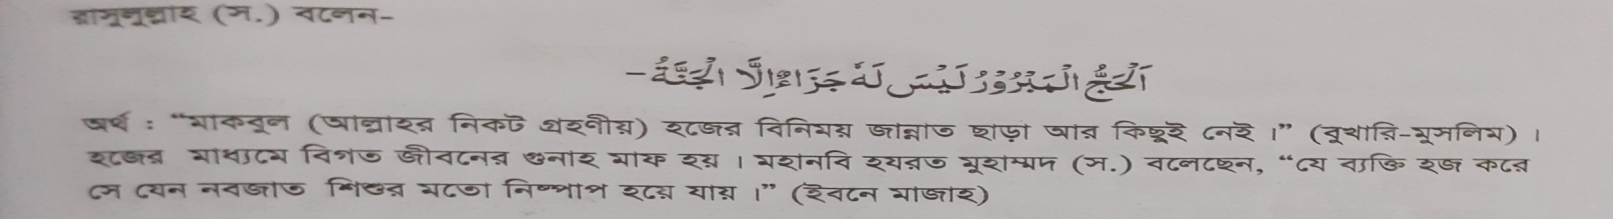 রাসুলুল্লাহ (স.) বলেন-
اَلْحَجُّ الْمَبْرُوْرُ لَيْسَ لَهٗ جَزَاءٌ اِلَّا الْجَنَّةُ -
অর্থ : “মাকবুল (আল্লাহর নিকট গ্রহণীয়) হজের বিনিময় জান্নাত ছাড়া আর কিছুই নেই ।” (বুখারি-মুসলিম) ।
হজের মাধ্যমে বিগত জীবনের গুনাহ মাফ হয় । মহানবি হযরত মুহাম্মদ (স.) বলেছেন, “যে ব্যক্তি হজ করে
সে যেন নবজাত শিশুর মতো নিষ্পাপ হয়ে যায় ।” (ইবনে মাজাহ)